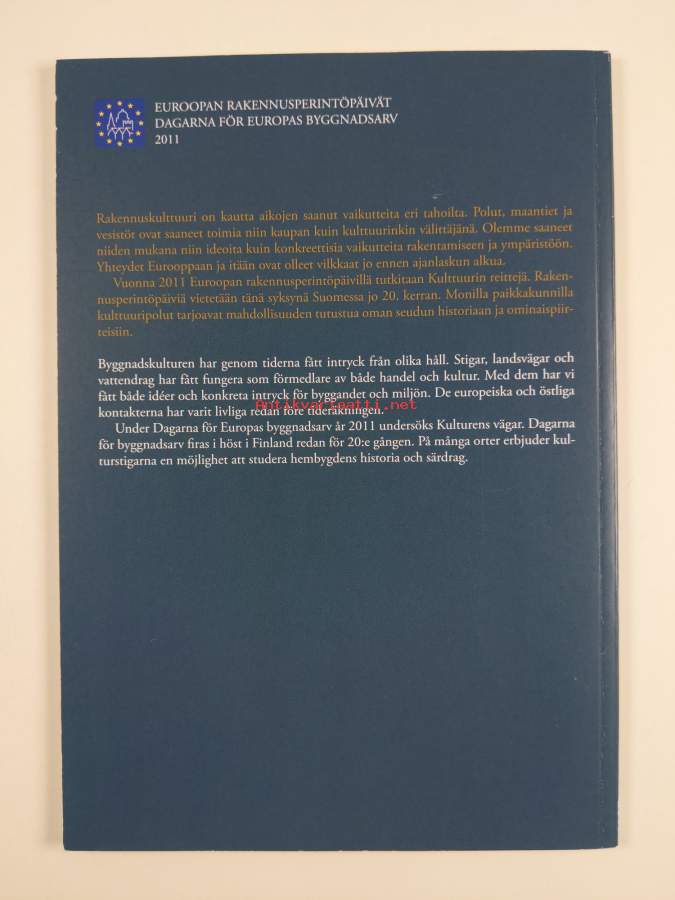 EUROOPAN RAKENNUSPERINTÖPÄIVÄT
DAGARNA FÖR EUROPAS BYGGNADSARV
2011
Rakennuskulttuuri on kautta aikojen saanut vaikutteita eri tahoilta. Polut, maantiet ja
vesistöt ovat saaneet toimia niin kaupan kuin kulttuurinkin välittäjänä. Olemme saaneet
niiden mukana niin ideoita kuin konkreettisia vaikutteita rakentamiseen ja ympäristöön.
Yhteydet Eurooppaan ja itään ovat olleet vilkkaat jo ennen ajanlaskun alkua.
Vuonna 2011 Euroopan rakennusperintöpäivillä tutkitaan Kulttuurin reittejä. Raken-
nusperintöpäiviä vietetään tänä syksynä Suomessa jo 20. kerran. Monilla paikkakunnilla
kulttuuripolut tarjoavat mahdollisuuden tutustua oman seudun historiaan ja ominaispiir-
teisiin.
Byggnadskulturen har genom tiderna fått intryck från olika håll. Stigar, landsvägar och
vattendrag har fått fungera som förmedlare av både handel och kultur. Med dem har vi
fått både idéer och konkreta intryck för byggandet och miljön. De europeiska och östliga
kontakterna har varit livliga redan före tideräkningen.
Antikvariaatti.net
Under Dagarna för Europas byggnadsarv år 2011 undersöks Kulturens vägar. Dagarna
för byggnadsarv firas i höst i Finland redan för 20:e gången. På många orter erbjuder kul-
turstigarna en möjlighet att studera hembygdens historia och särdrag.